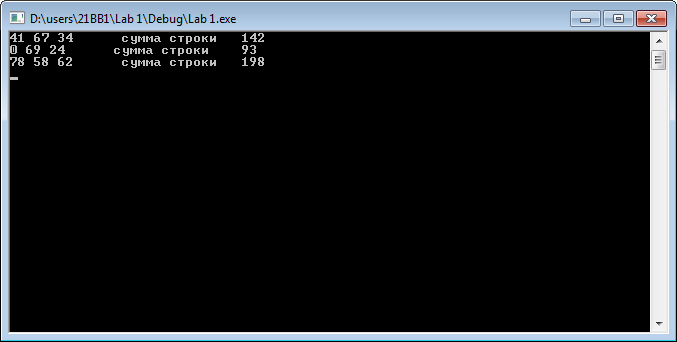 D:\users\21BB1\Lab 1\Debug\Lab 1.exe
41 67 34      сумма строки   142
0 69 24      сумма строки    93
78 58 62      сумма строки   198